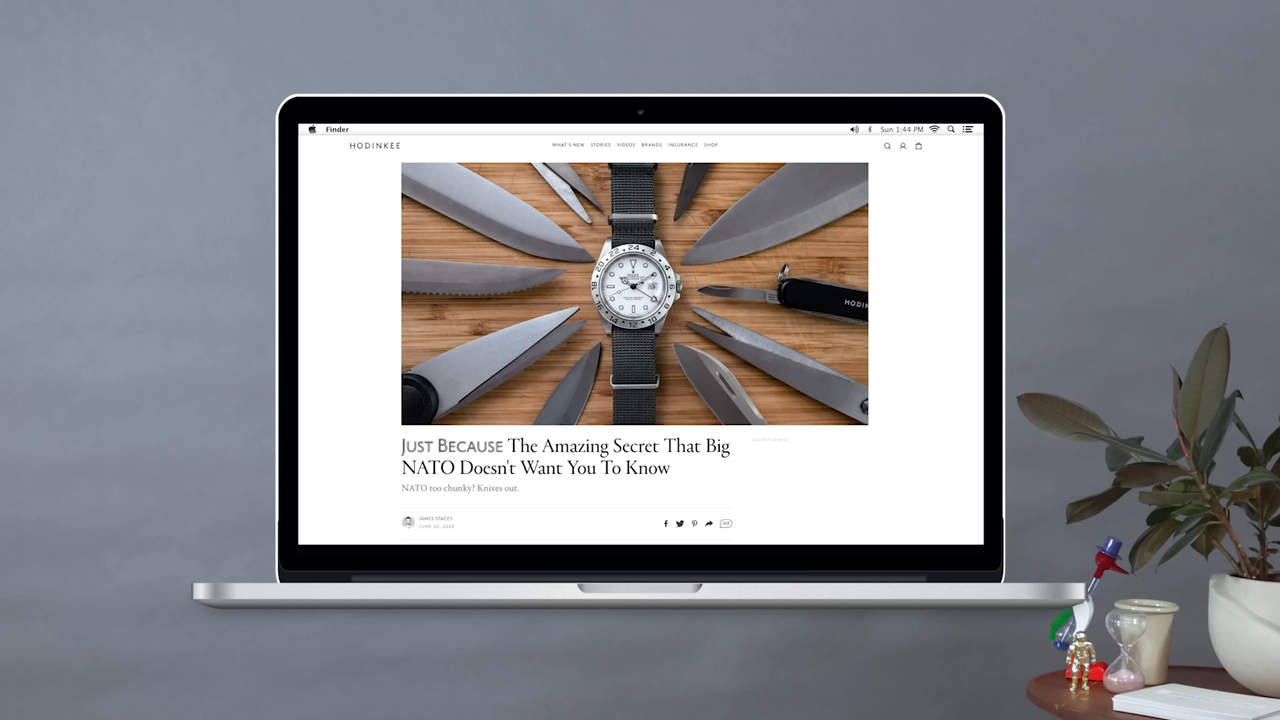 Finder
Sun 1:44 PM
HODINKEE
WHAT'S NEW STORIES VIDEOS BRANDS INSURANCE SHOP
HODIN
JUST BECAUSE The Amazing Secret That Big
NATO Doesn't Want You To Know
ADVERTISEMENT
NATO too chunky? Knives out.
JAMES STACEY